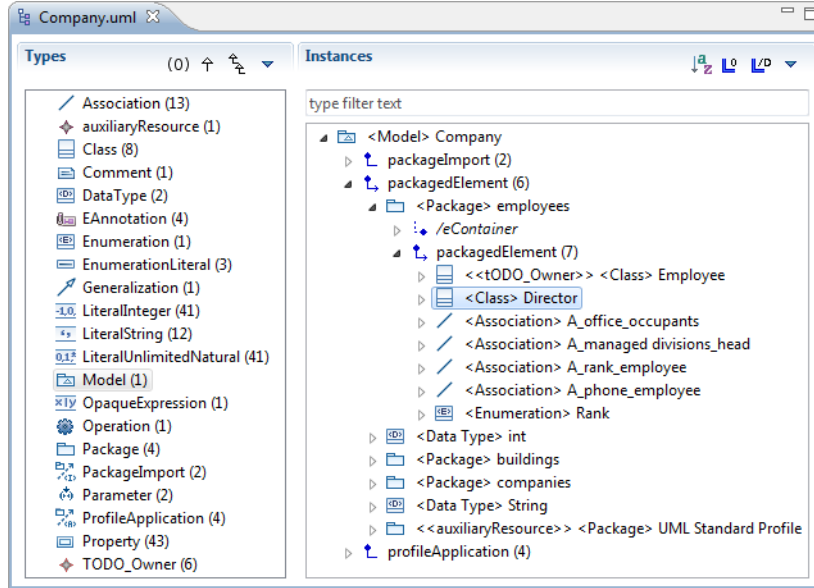 Company.uml
Types
(0)
Association (13)
auxiliaryResource (1)
Class (8)
Comment (1)
DataType (2)
EAnnotation (4)
Enumeration (1)
EnumerationLiteral (3)
Generalization (1)
LiteralInteger (41)
LiteralString (12)
LiteralUnlimitedNatural (41)
Model (1)
OpaqueExpression (1)
Operation (1)
Package (4)
PackageImport (2)
Parameter (2)
ProfileApplication (4)
Property (43)
TODO_Owner (6)
Instances
type filter text
<Model> Company
packageImport (2)
packagedElement (6)
<Package> employees
/eContainer
packagedElement (7)
<<tODO_Owner>> <Class> Employee
<Class> Director
<Association> A_office_occupants
<Association> A_managed divisions_head
<Association> A_rank_employee
<Association> A_phone_employee
<Enumeration> Rank
<Data Type> int
<Package> buildings
<Package> companies
<Data Type> String
<<auxiliaryResource>> <Package> UML Standard Profile
profileApplication (4)